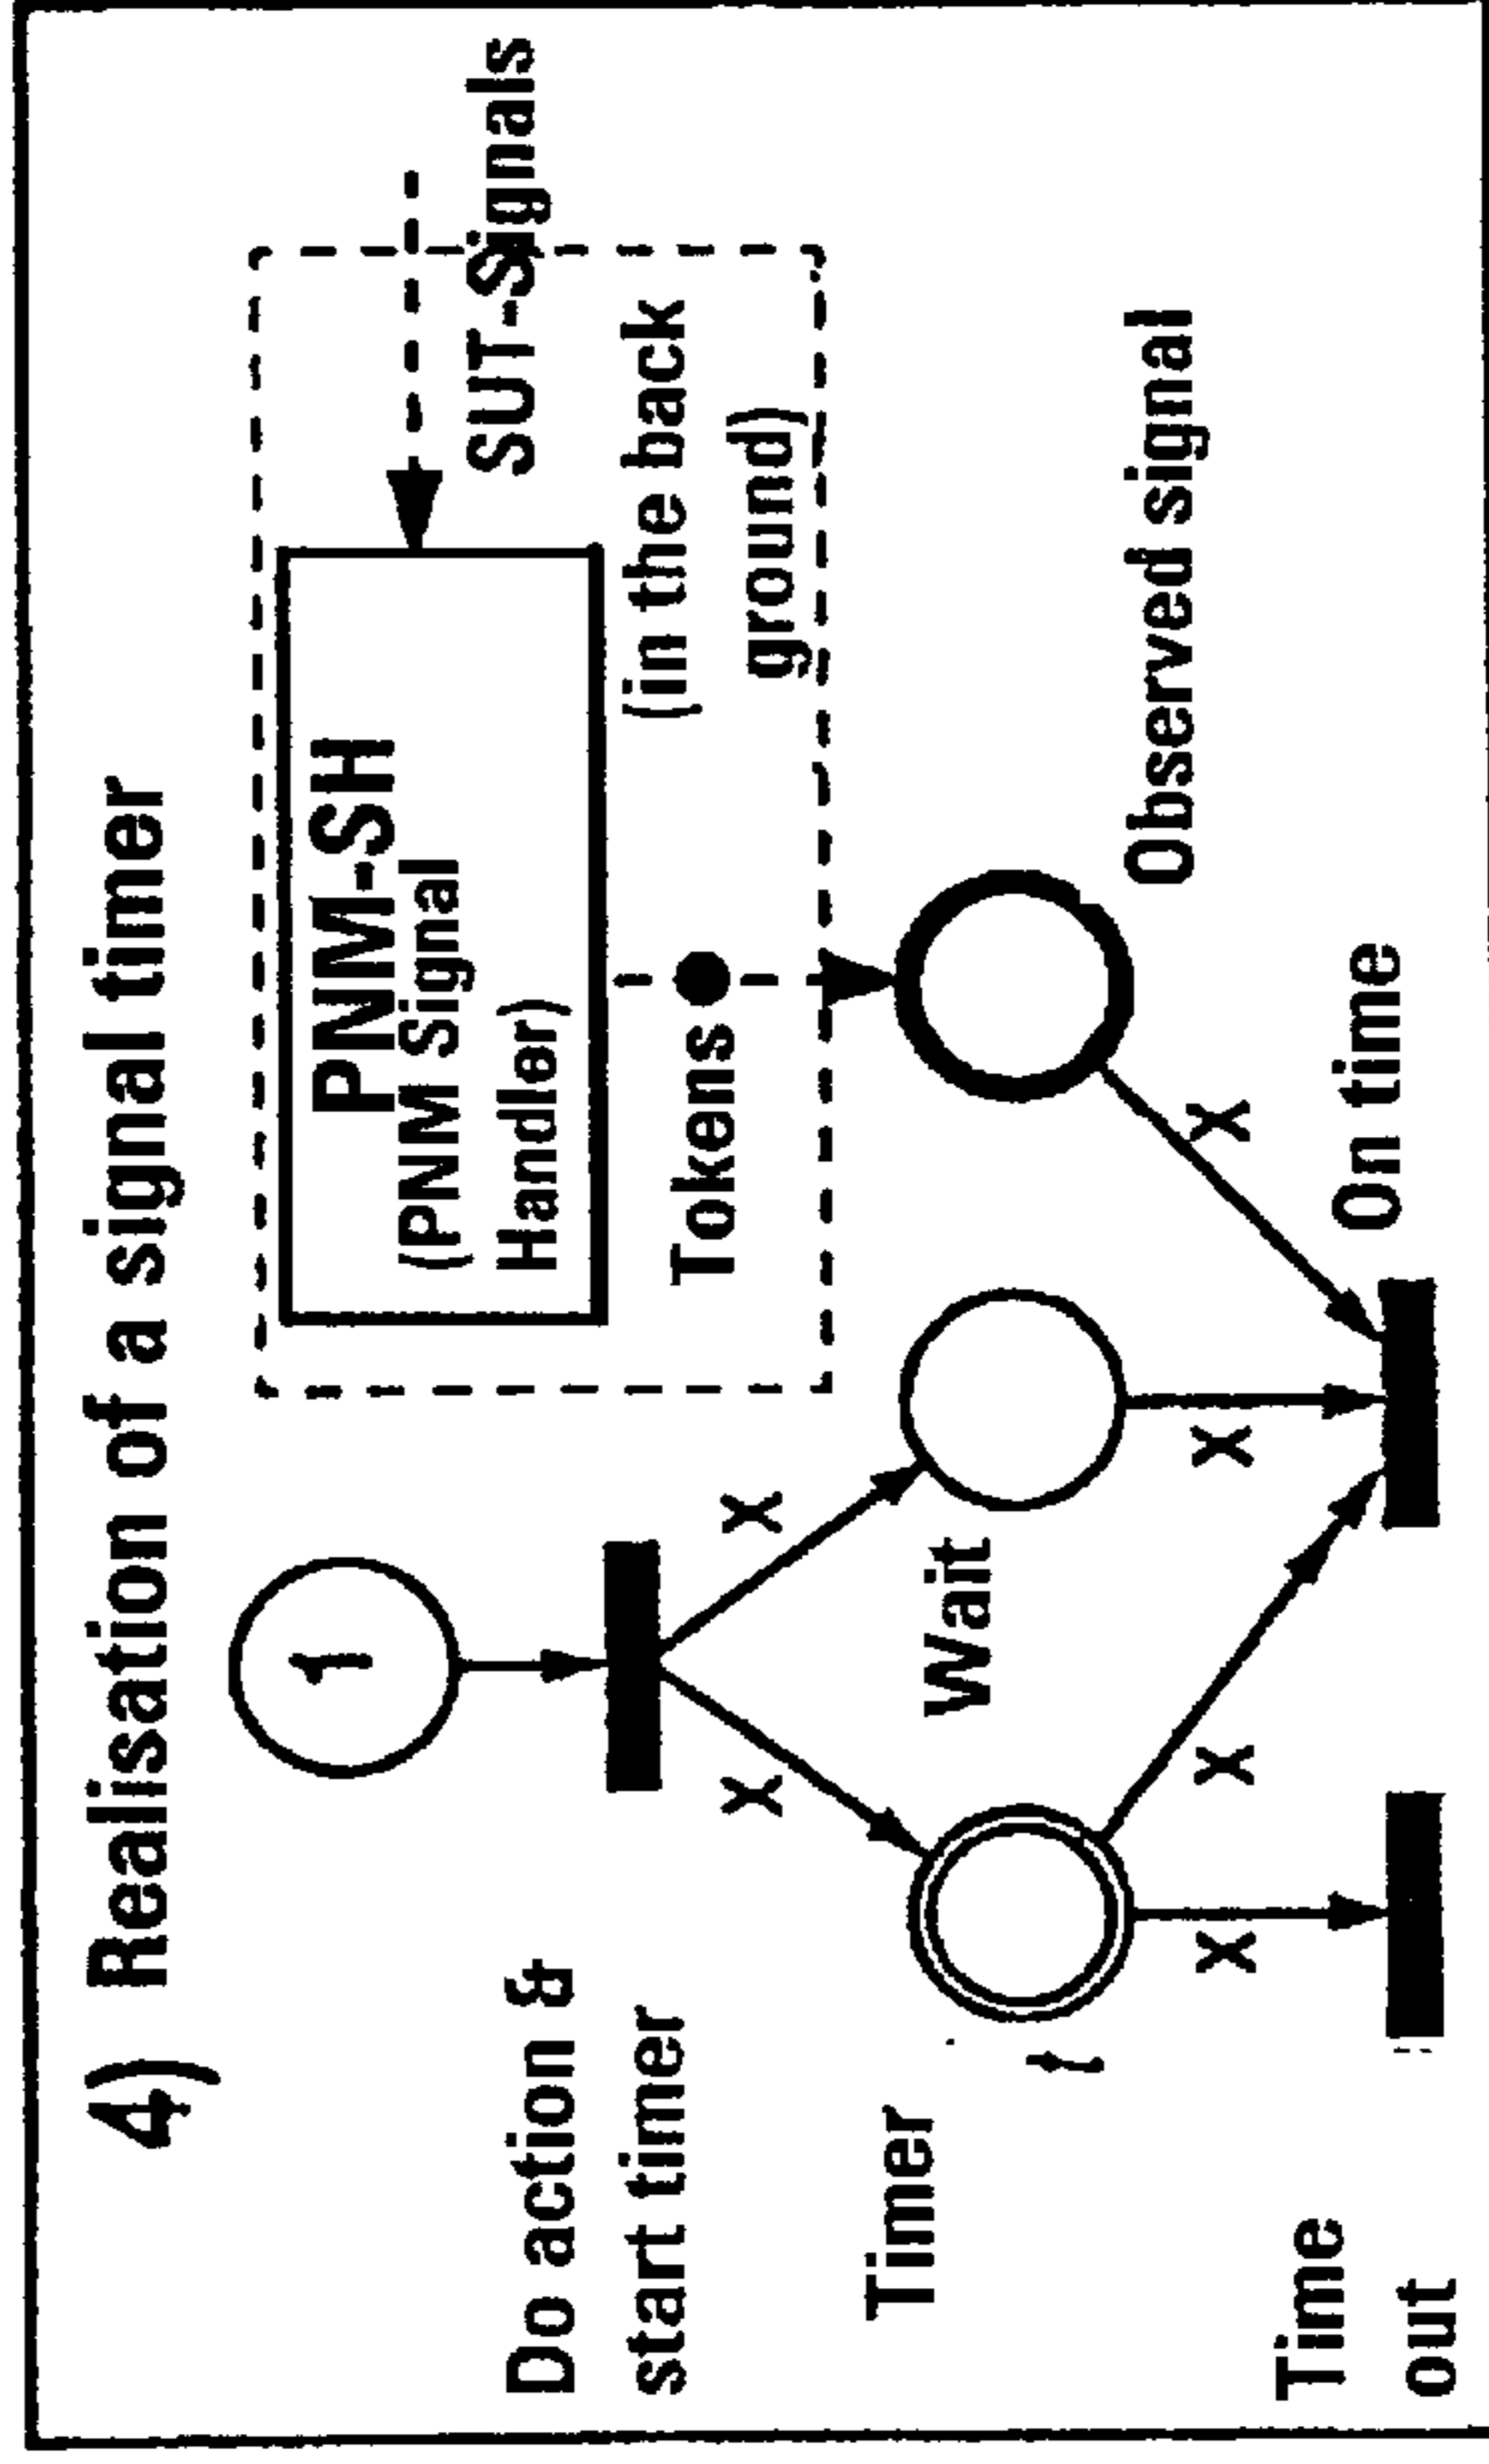 4) Realisation of a signal timer
1
PNM-SH
(PNM Signal
Handler)
SUT-Signals
(in the back
ground)
Tokens
Do action &
start timer
x
x
Timer
Wait
Observed signal
x
x
x
x
Time
out
On time